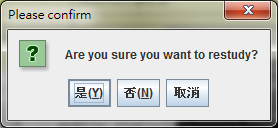 Please confirm
Are you sure you want to restudy?
是(Y) 否(N) 取消